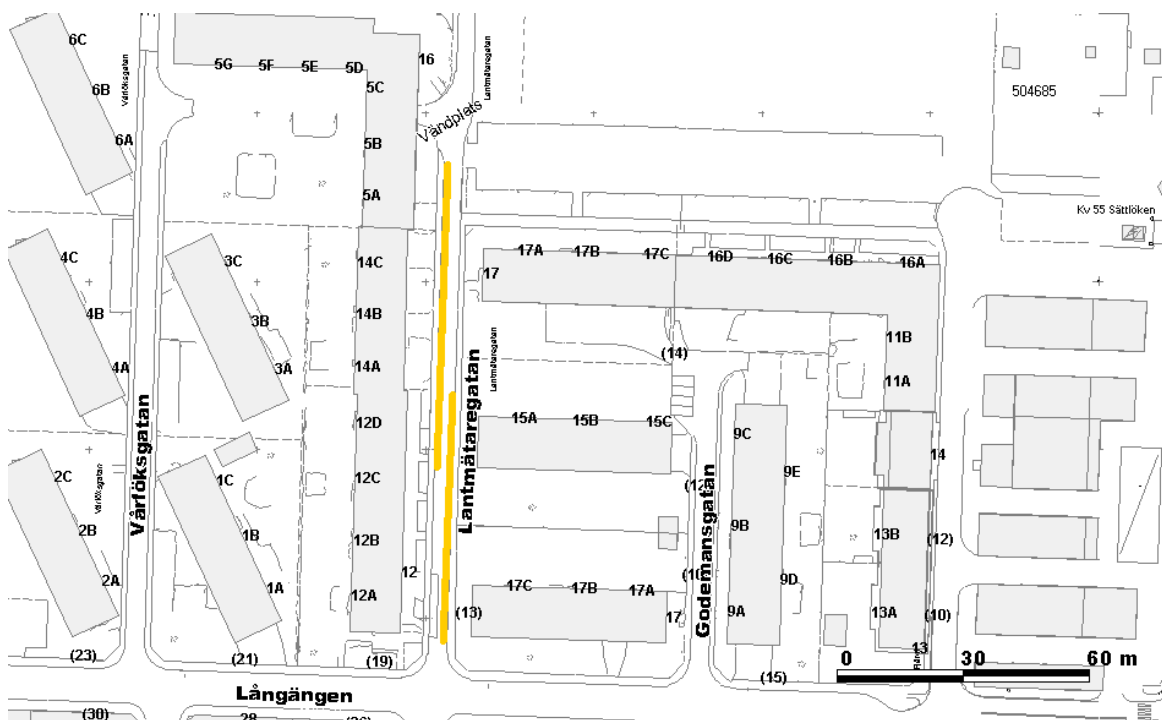 6C
Vårlöksgatan
5G
5F
5E
5D
16
Lantmätaregatan
5C
6B
504685
Vändplats
6A
5B
5A
Kv 55 Sättlöken
4C
3C
14C
17
17A
17B
17C
16D
16C
16B
16A
4B
3B
14B
Lantmätaregatan
11B
(14)
4A
3A
14A
11A
Vårlöksgatan
12D
Lantmätaregatan
15A
15B
15C
9C
14
2C
Vårlöksgatan
1C
12C
9E
Godemansgatan
2B
1B
12B
9B
13B
(12)
2A
1A
12A
12
(13)
17C
17B
17A
17
9A
9D
13A
(10)
(23)
(21)
(19)
(15)
13
0
30
60 m
Långängen
(30)
28